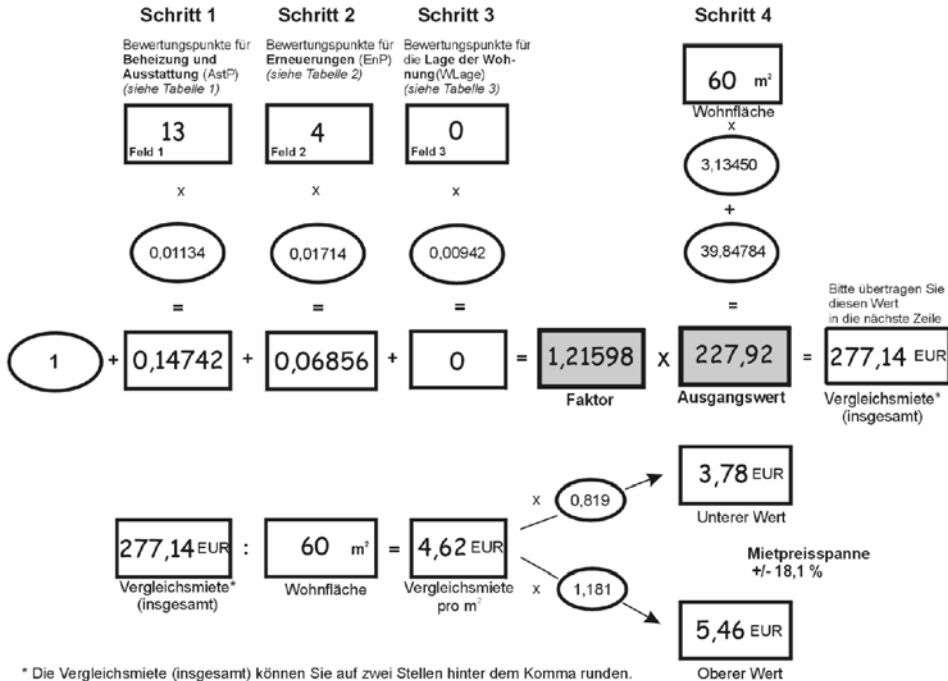 Schritt 1 Schritt 2 Schritt 3 Schritt 4
Bewertungspunkte für
Beheizung und
Ausstattung (AstP)
(siehe Tabelle 1)
Bewertungspunkte für
Erneuerungen (EnP)
(siehe Tabelle 2)
Bewertungspunkte für
die Lage der Woh-
nung(WLage)
(siehe Tabelle 3)
60 m²
Wohnfläche
13
Feld 1
4
Feld 2
0
Feld 3
x
3,13450
x x x
+
0,01134 0,01714 0,00942 39,84784
= = = =
Bitte übertragen Sie
diesen Wert
in die nächste Zeile
1 + 0,14742 + 0,06856 + 0 = 1,21598 X 227,92 = 277,14 EUR
Faktor Ausgangswert
Vergleichsmiete*
(insgesamt)
x 0,819
3,78 EUR
Unterer Wert
277,14 EUR : 60 m² = 4,62 EUR
Vergleichsmiete*
(insgesamt)
Wohnfläche
Vergleichsmiete
pro m²
Mietpreisspanne
+/- 18,1 %
x 1,181
5,46 EUR
Oberer Wert
* Die Vergleichsmiete (insgesamt) können Sie auf zwei Stellen hinter dem Komma runden.